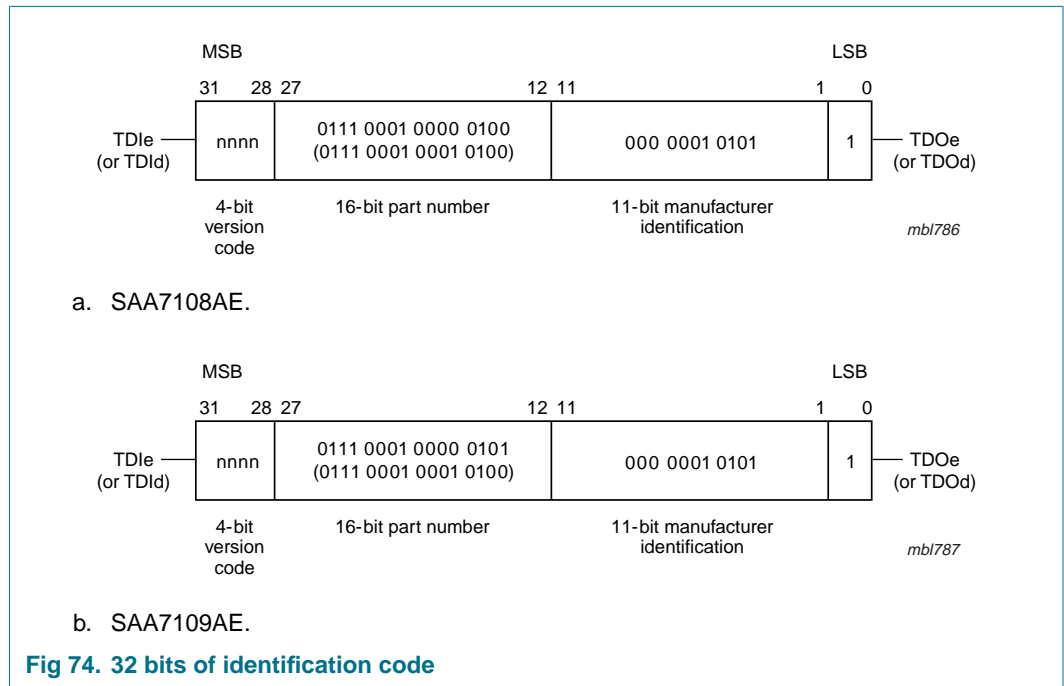 MSB LSB
31 28 27 12 11 1 0
TDIe nnnn 0111 0001 0000 0100 000 0001 0101 1 TDOe
(or TDId) (0111 0001 0001 0100) (or TDOd)
4-bit 16-bit part number 11-bit manufacturer
version identification
code
mbl786
a. SAA7108AE.
MSB LSB
31 28 27 12 11 1 0
TDIe nnnn 0111 0001 0000 0101 000 0001 0101 1 TDOe
(or TDId) (0111 0001 0001 0100) (or TDOd)
4-bit 16-bit part number 11-bit manufacturer
version identification
code
mbl787
b. SAA7109AE.
Fig 74. 32 bits of identification code